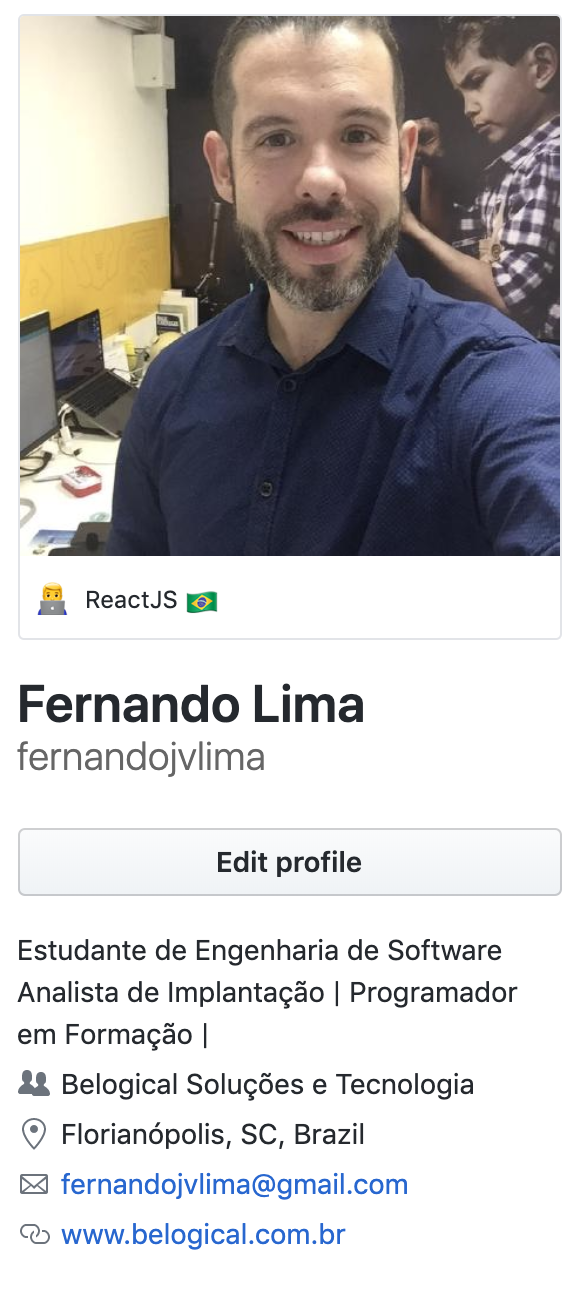 ReactJS
Fernando Lima
fernandojvlima
Edit profile
Estudante de Engenharia de Software
Analista de Implantação | Programador
em Formação |
Belogical Soluções e Tecnologia
Florianópolis, SC, Brazil
fernandojvlima@gmail.com
www.belogical.com.br